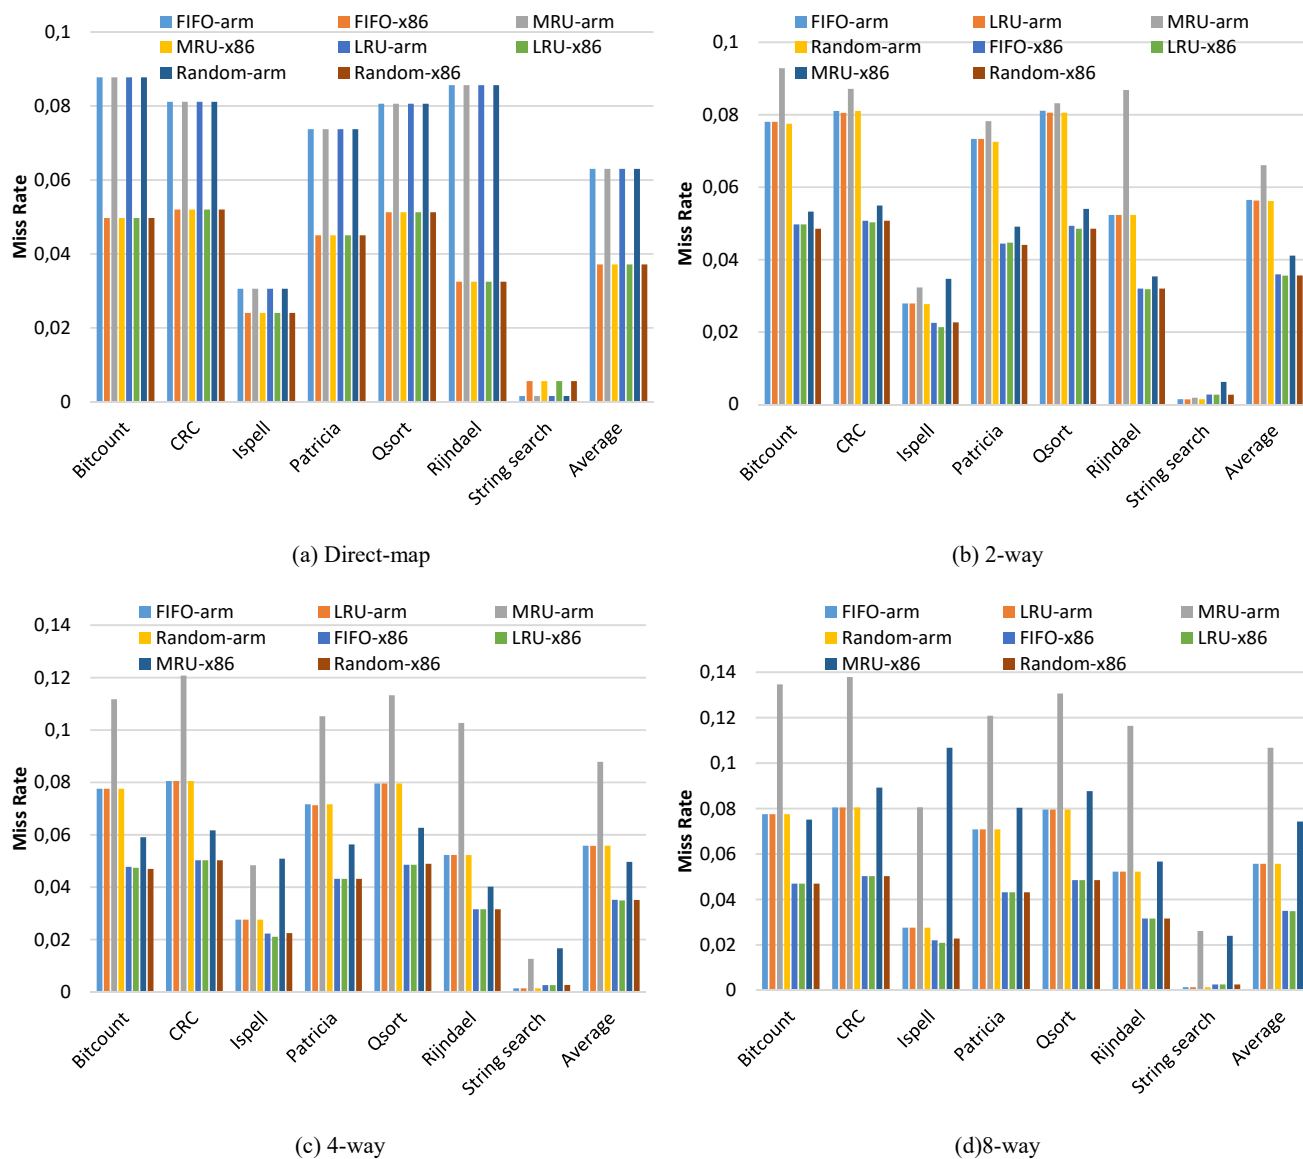 FIFO-arm FIFO-x86 MRU-arm
MRU-x86 LRU-arm LRU-x86
Random-arm Random-x86
0,1
0,08
0,06
0,04
0,02
0
Miss Rate
Bitcount CRC Ispell Patricia Qsort Rijndael String search Average
(a) Direct-map
FIFO-arm LRU-arm MRU-arm
Random-arm FIFO-x86 LRU-x86
MRU-x86 Random-x86
0,1
0,08
0,06
0,04
0,02
0
Miss Rate
Bitcount CRC Ispell Patricia Qsort Rijndael String search Average
(b) 2-way
FIFO-arm LRU-arm MRU-arm
Random-arm FIFO-x86 LRU-x86
MRU-x86 Random-x86
0,14
0,12
0,1
0,08
0,06
0,04
0,02
0
Miss Rate
Bitcount CRC Ispell Patricia Qsort Rijndael String search Average
(c) 4-way
FIFO-arm LRU-arm MRU-arm
Random-arm FIFO-x86 LRU-x86
MRU-x86 Random-x86
0,14
0,12
0,1
0,08
0,06
0,04
0,02
0
Miss Rate
Bitcount CRC Ispell Patricia Qsort Rijndael String search Average
(d)8-way